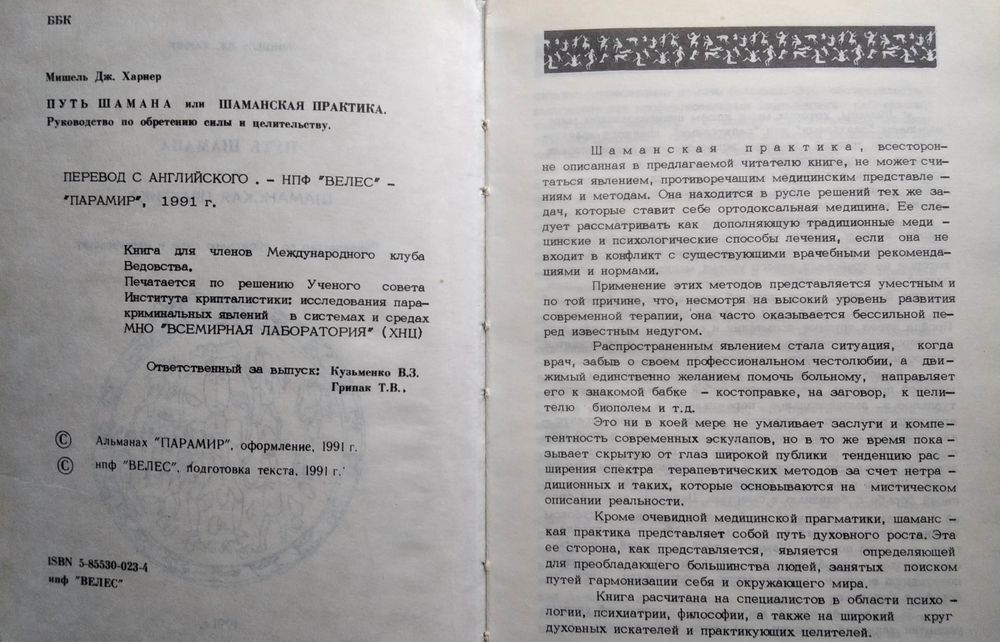 ББК
Мишель Дж. Харнер
ПУТЬ ШАМАНА или ШАМАНСКАЯ ПРАКТИКА.
Руководство по обретению силы и целительству.
ПЕРЕВОД С АНГЛИЙСКОГО . – НПФ "ВЕЛЕС" –
"ПАРАМИР", 1991 г.
Книга для членов Международного клуба
Ведовства.
Печатается по решению Ученого совета
Института крипталистики: исследования пара-
криминальных явлений в системах и средах
МНО "ВСЕМИРНАЯ ЛАБОРАТОРИЯ" (ХНЦ)
Ответственный за выпуск: Кузьменко В.З.
Грипак Т.В.,
© Альманах "ПАРАМИР", оформление, 1991 г.
© нпф "ВЕЛЕС", подготовка текста, 1991 г.
ISBN 5-85530-023-4
нпф "ВЕЛЕС"
Шаманская практика, всесторон-
не описанная в предлагаемой читателю книге, не может счи-
таться явлением, противоречащим медицинским представле –
ниям и методам. Она находится в русле решений тех же за-
дач, которые ставит себе ортодоксальная медицина. Ее сле-
дует рассматривать как дополняющую традиционные меди –
цинские и психологические способы лечения, если она не
входит в конфликт с существующими врачебными рекоменда-
циями и нормами.
Применение этих методов представляется уместным и
по той причине, что, несмотря на высокий уровень развития
современной терапии, она часто оказывается бессильной пе-
ред известным недугом.
Распространенным явлением стала ситуация, когда
врач, забыв о своем профессиональном честолюбии, а дви-
жимый единственно желанием помочь больному, направляет
его к знакомой бабке – костоправке, на заговор, к цели-
телю биополем и т.д.
Это ни в коей мере не умаливает заслуги и компе-
тентность современных эскулапов, но в то же время пока –
зывает скрытую от глаз широкой публики тенденцию рас –
ширения спектра терапевтических методов за счет нетра –
диционных и таких, которые основываются на мистическом
описании реальности.
Кроме очевидной медицинской прагматики, шаманс –
кая практика представляет собой путь духовного роста. Эта
ее сторона, как представляется, является определяющей
для преобладающего большинства людей, занятых поиском
путей гармонизации себя и окружающего мира.
Книга расчитана на специалистов в области психо –
логии, психиатрии, философии, а также на широкий круг
духовных искателей и практикующих целителей.